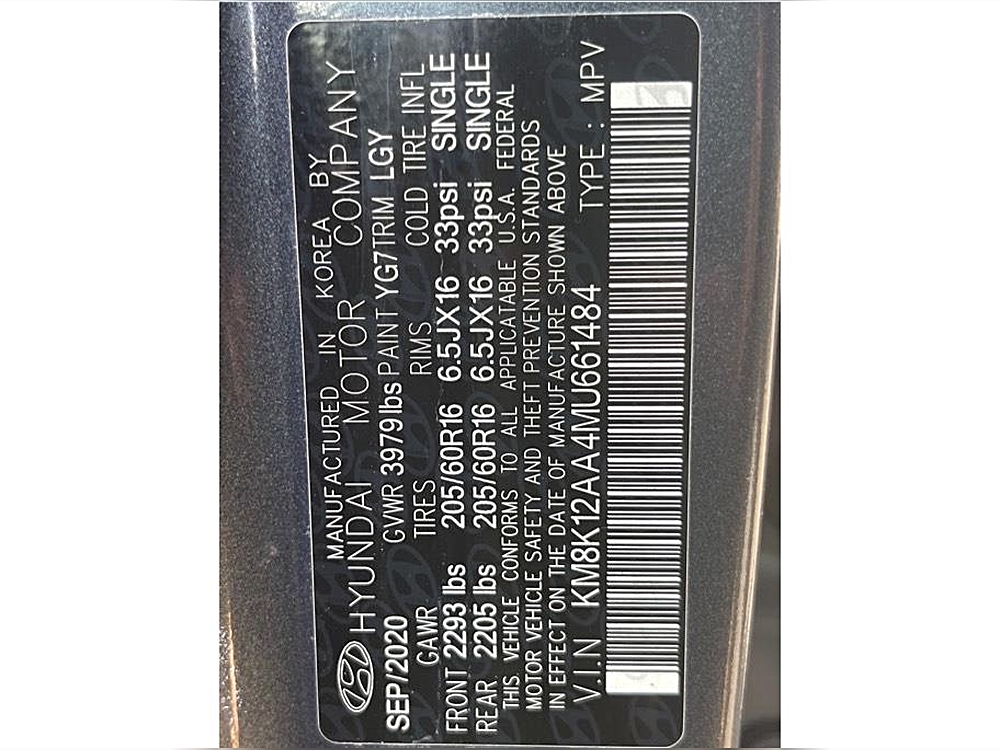 MANUFACTURED IN KOREA BY
HYUNDAI MOTOR COMPANY
SEP/2020 GVWR 3979lbs PAINT YG7 TRIM LGY
GAWR TIRES RIMS COLD TIRE INFL
FRONT 2293 lbs 205/60R16 6.5JX16 33psi SINGLE
REAR 2205 lbs 205/60R16 6.5JX16 33psi SINGLE
THIS VEHICLE CONFORMS TO ALL APPLICATABLE U.S.A. FEDERAL
MOTOR VEHICLE SAFETY AND THEFT PREVENTION STANDARDS
IN EFFECT ON THE DATE OF MANUFACTURE SHOWN ABOVE
V.I.N KM8K12AA4MU661484 TYPE : MPV